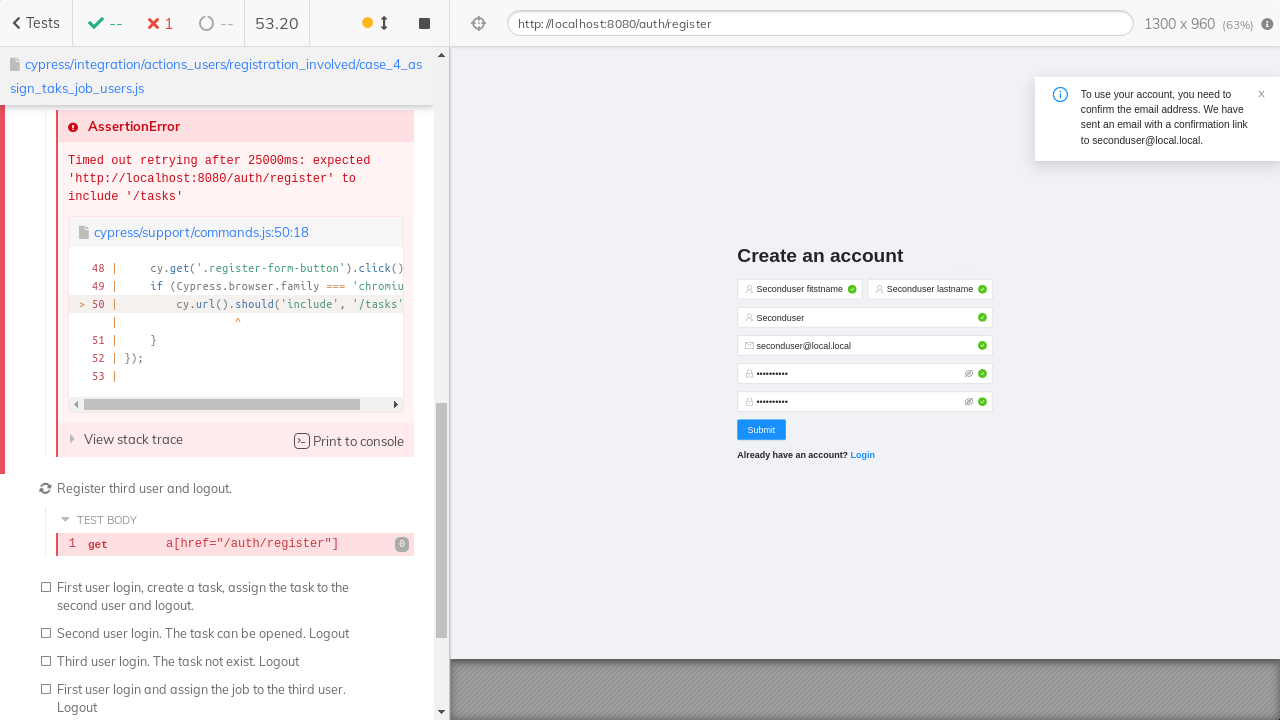 Tests
--
1
--
53.20
http://localhost:8080/auth/register
1300 x 960 (63%)
cypress/integration/actions_users/registration_involved/case_4_as
sign_taks_job_users.js
AssertionError
Timed out retrying after 25000ms: expected
'http://localhost:8080/auth/register' to
include '/tasks'
cypress/support/commands.js:50:18
48 | cy.get('.register-form-button').click()
49 | if (Cypress.browser.family === 'chromiu
> 50 | cy.url().should('include', '/tasks'
| ^
51 | }
52 | });
53 |
View stack trace
Print to console
Register third user and logout.
TEST BODY
1 get a[href="/auth/register"] 0
First user login, create a task, assign the task to the
second user and logout.
Second user login. The task can be opened. Logout
Third user login. The task not exist. Logout
First user login and assign the job to the third user.
Logout
To use your account, you need to
confirm the email address. We have
sent an email with a confirmation link
to seconduser@local.local.
Create an account
Seconduser fitstname
Seconduser lastname
Seconduser
seconduser@local.local
••••••••••
••••••••••
Submit
Already have an account? Login